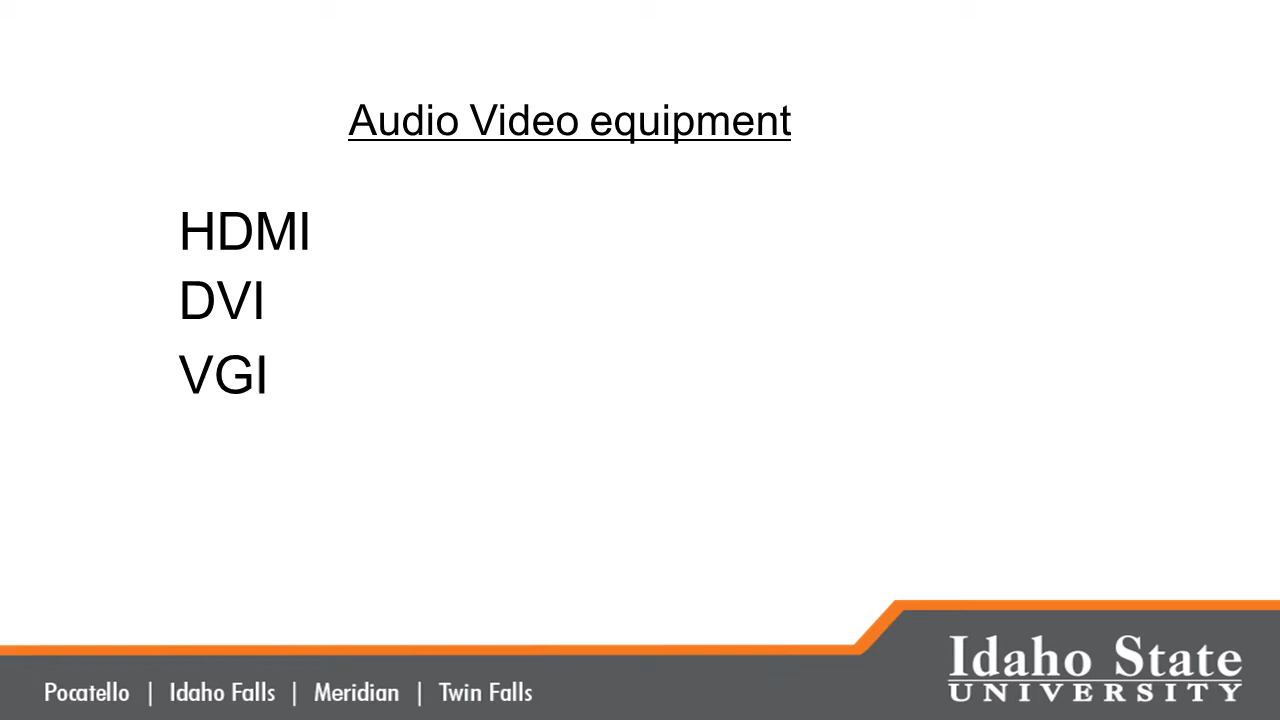 Audio Video equipment
HDMI
DVI
VGI
Idaho State
UNIVERSITY
Pocatello | Idaho Falls | Meridian | Twin Falls